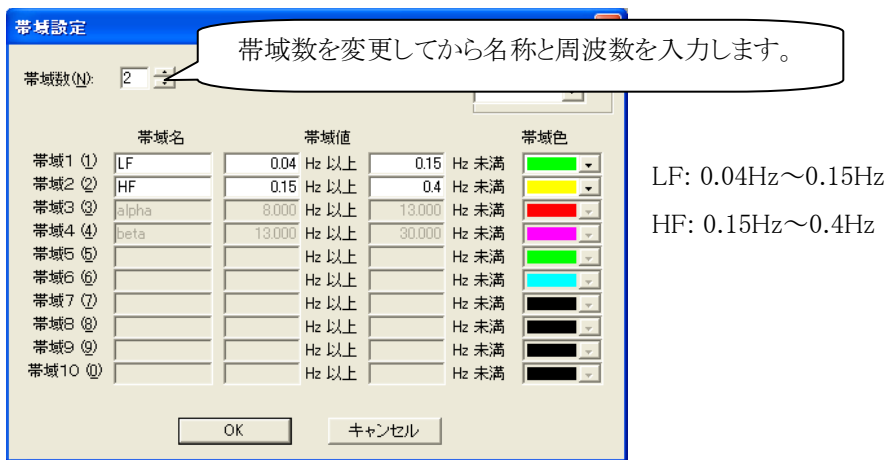 帯域設定
帯域数を変更してから名称と周波数を入力します。
帯域数(N): 2
帯域名 帯域値 帯域色
帯域1 (1) LF 0.04 Hz 以上 0.15 Hz 未満
帯域2 (2) HF 0.15 Hz 以上 0.4 Hz 未満
帯域3 (3) alpha 8.000 Hz 以上 13.000 Hz 未満
帯域4 (4) beta 13.000 Hz 以上 30.000 Hz 未満
帯域5 (5) Hz 以上 Hz 未満
帯域6 (6) Hz 以上 Hz 未満
帯域7 (7) Hz 以上 Hz 未満
帯域8 (8) Hz 以上 Hz 未満
帯域9 (9) Hz 以上 Hz 未満
帯域10 (0) Hz 以上 Hz 未満
OK キャンセル
LF: 0.04Hz～0.15Hz
HF: 0.15Hz～0.4Hz